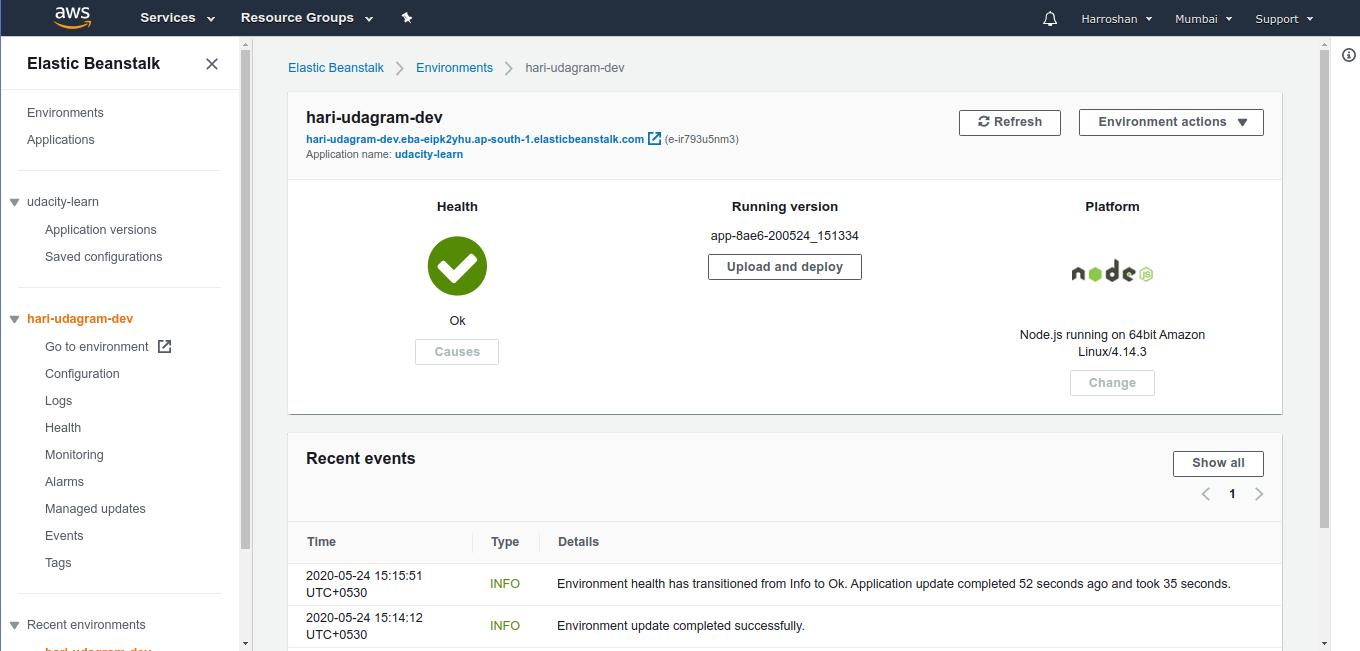 aws Services Resource Groups Harroshan Mumbai Support
Elastic Beanstalk
Environments
Applications
udacity-learn
Application versions
Saved configurations
hari-udagram-dev
Go to environment
Configuration
Logs
Health
Monitoring
Alarms
Managed updates
Events
Tags
Recent environments
hari-udagram-dev
Elastic Beanstalk Environments hari-udagram-dev
hari-udagram-dev
Refresh Environment actions
hari-udagram-dev.eba-eipk2yhu.ap-south-1.elasticbeanstalk.com (e-ir793u5nm3)
Application name: udacity-learn
Health
Ok
Causes
Running version
app-8ae6-200524_151334
Upload and deploy
Platform
node JS
Node.js running on 64bit Amazon
Linux/4.14.3
Change
Recent events
Show all
1
Time Type Details
2020-05-24 15:15:51
UTC+0530
INFO
Environment health has transitioned from Info to Ok. Application update completed 52 seconds ago and took 35 seconds.
2020-05-24 15:14:12
UTC+0530
INFO
Environment update completed successfully.